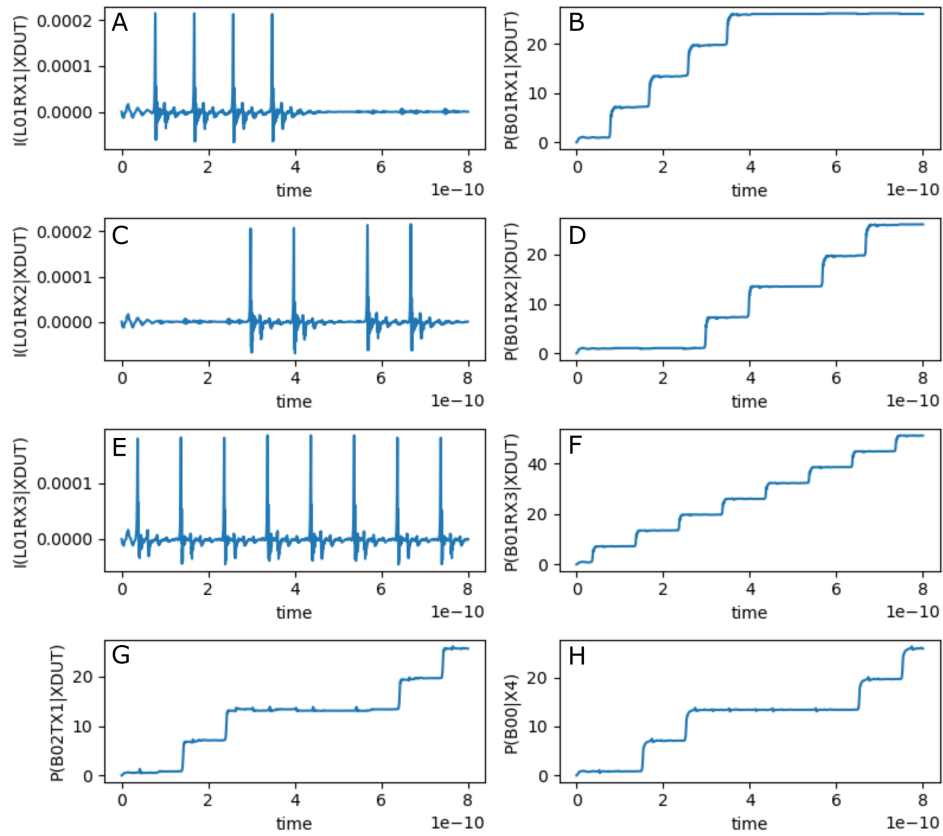 A
I(L01RX1|XDUT)
0.0002
0.0001
0.0000
0 2 4 6 8
time
1e−10
B
P(B01RX1|XDUT)
20
10
0
0 2 4 6 8
time
1e−10
C
I(L01RX2|XDUT)
0.0002
0.0001
0.0000
0 2 4 6 8
time
1e−10
D
P(B01RX2|XDUT)
20
10
0
0 2 4 6 8
time
1e−10
E
I(L01RX3|XDUT)
0.0001
0.0000
0 2 4 6 8
time
1e−10
F
P(B01RX3|XDUT)
40
20
0
0 2 4 6 8
time
1e−10
G
P(B02TX1|XDUT)
20
10
0
0 2 4 6 8
time
1e−10
H
P(B00|X4)
20
10
0
0 2 4 6 8
time
1e−10